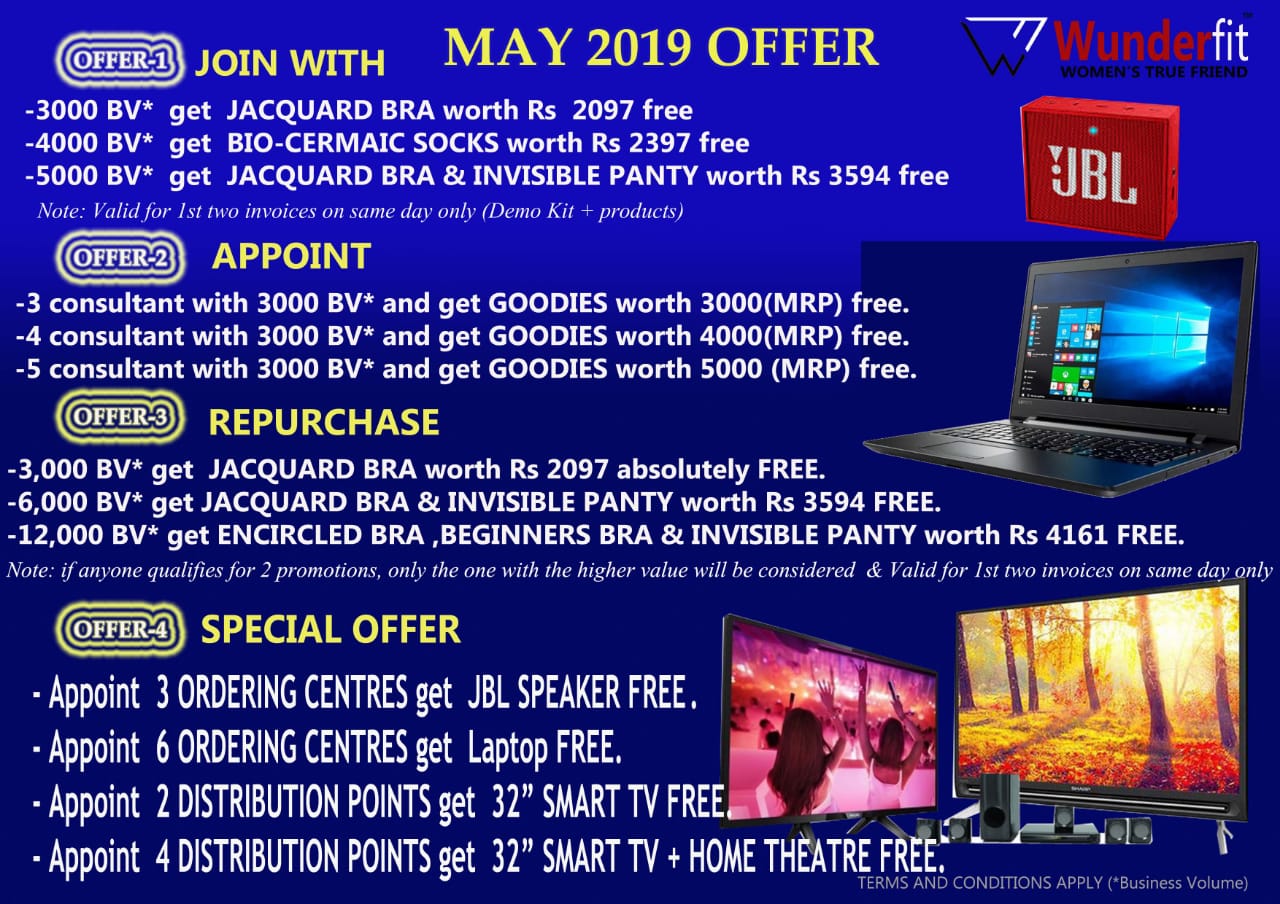 MAY 2019 OFFER
Wunderfit™
WOMEN'S TRUE FRIEND
OFFER-1 JOIN WITH
-3000 BV* get JACQUARD BRA worth Rs 2097 free
-4000 BV* get BIO-CERMAIC SOCKS worth Rs 2397 free
-5000 BV* get JACQUARD BRA & INVISIBLE PANTY worth Rs 3594 free
Note: Valid for 1st two invoices on same day only (Demo Kit + products)
JBL
OFFER-2 APPOINT
-3 consultant with 3000 BV* and get GOODIES worth 3000(MRP) free.
-4 consultant with 3000 BV* and get GOODIES worth 4000(MRP) free.
-5 consultant with 3000 BV* and get GOODIES worth 5000 (MRP) free.
OFFER-3 REPURCHASE
-3,000 BV* get JACQUARD BRA worth Rs 2097 absolutely FREE.
-6,000 BV* get JACQUARD BRA & INVISIBLE PANTY worth Rs 3594 FREE.
-12,000 BV* get ENCIRCLED BRA ,BEGINNERS BRA & INVISIBLE PANTY worth Rs 4161 FREE.
Note: if anyone qualifies for 2 promotions, only the one with the higher value will be considered & Valid for 1st two invoices on same day only
OFFER-4 SPECIAL OFFER
- Appoint 3 ORDERING CENTRES get JBL SPEAKER FREE.
- Appoint 6 ORDERING CENTRES get Laptop FREE.
- Appoint 2 DISTRIBUTION POINTS get 32” SMART TV FREE.
- Appoint 4 DISTRIBUTION POINTS get 32” SMART TV + HOME THEATRE FREE.
SHARP
TERMS AND CONDITIONS APPLY (*Business Volume)